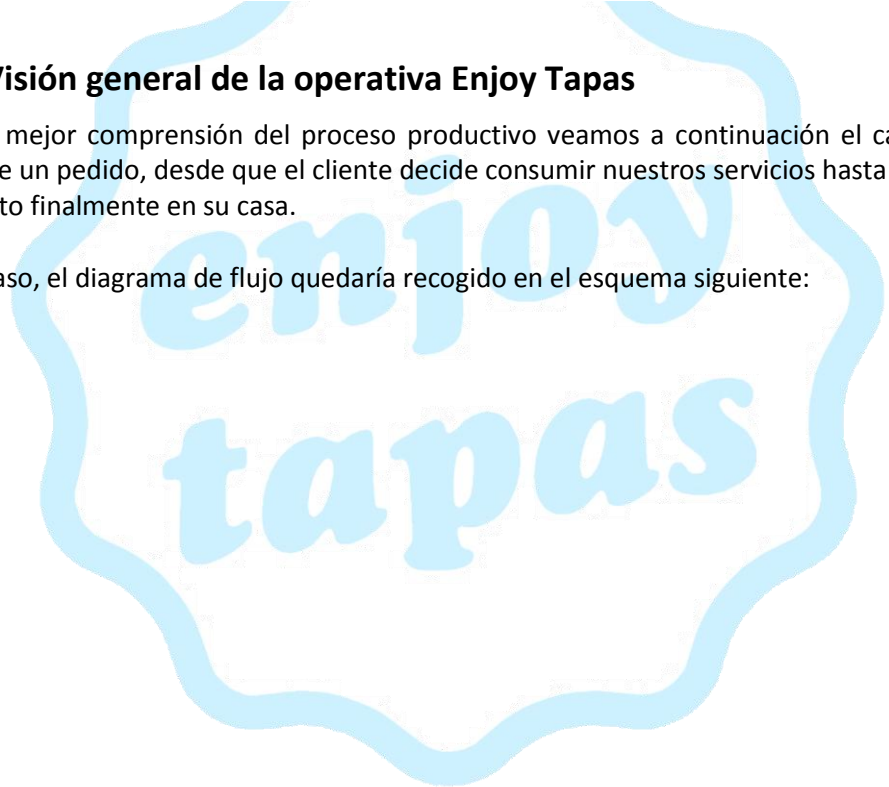 Visión general de la operativa Enjoy Tapas
mejor comprensión del proceso productivo veamos a continuación el
e un pedido, desde que el cliente decide consumir nuestros servicios hasta
to finalmente en su casa.
aso, el diagrama de flujo quedaría recogido en el esquema siguiente:
enjoy
tapas